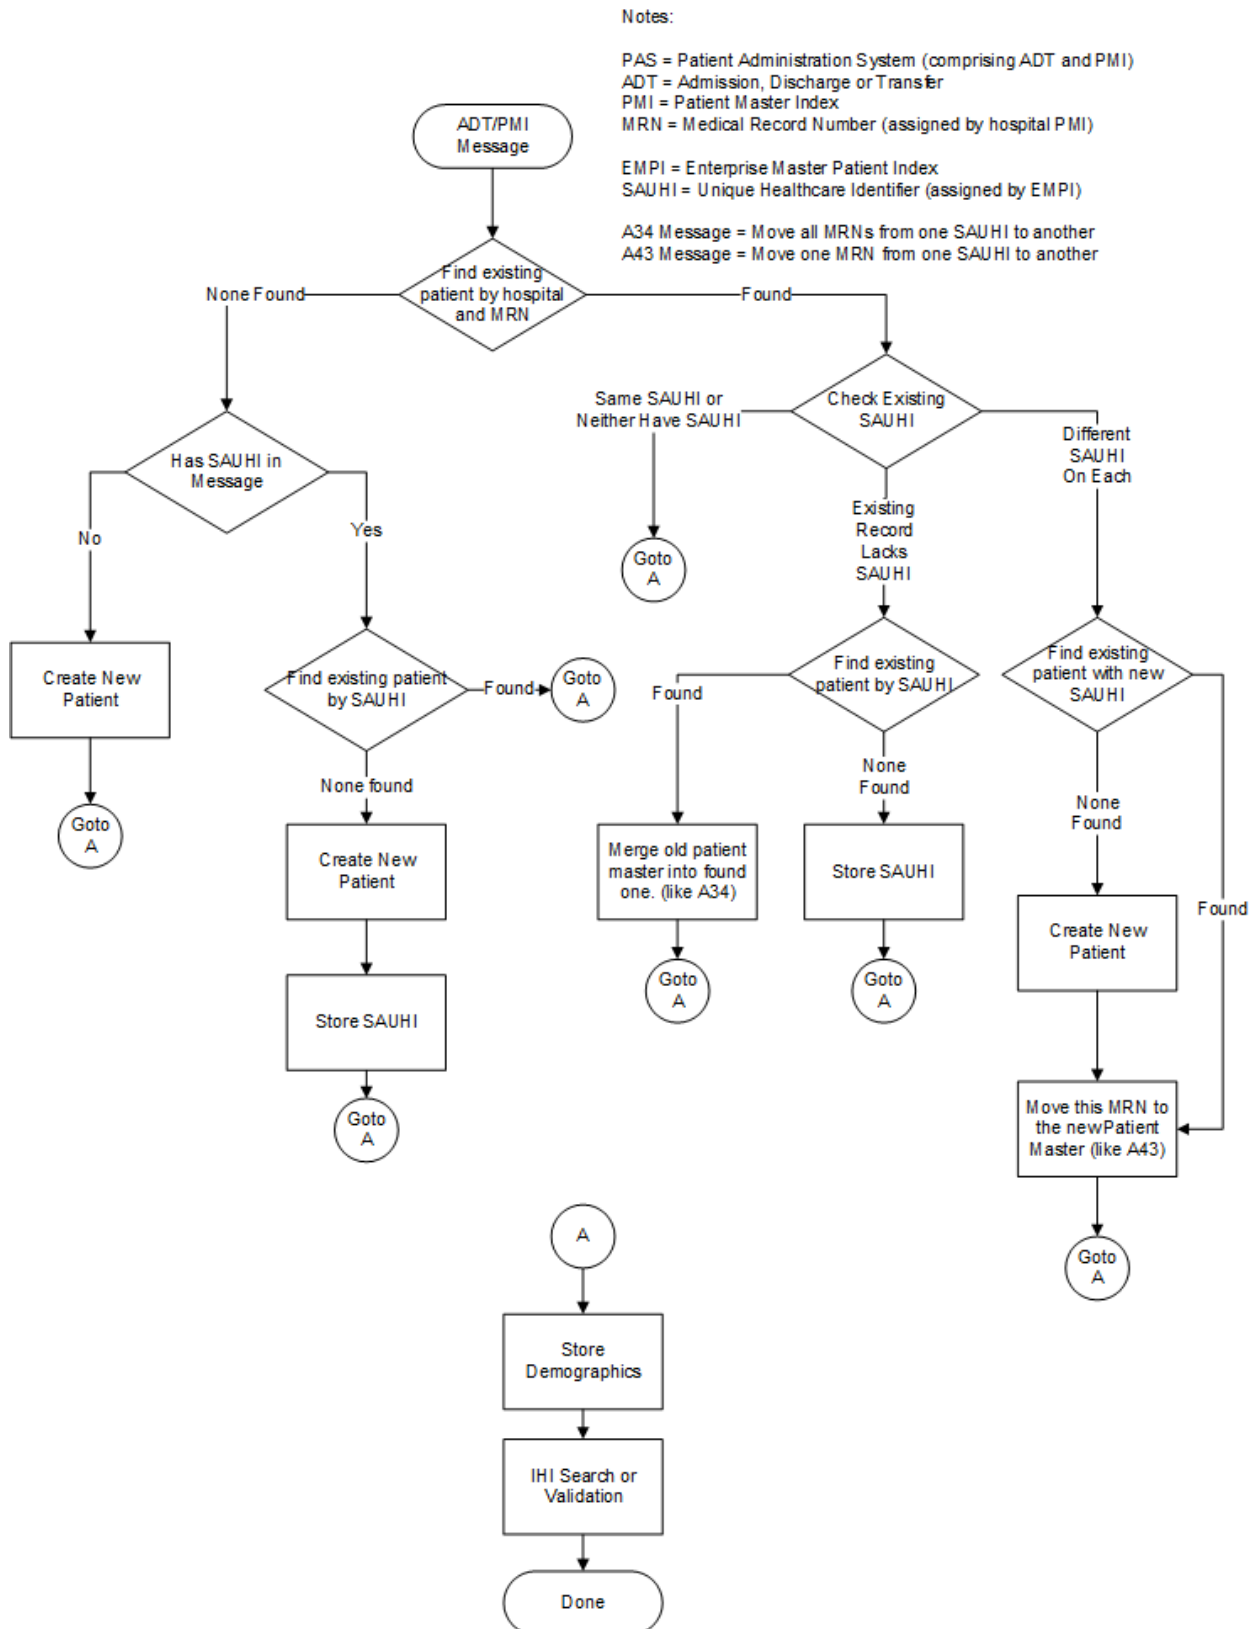 Notes:
PAS = Patient Administration System (comprising ADT and PMI)
ADT = Admission, Discharge or Transfer
PMI = Patient Master Index
MRN = Medical Record Number (assigned by hospital PMI)
EMPI = Enterprise Master Patient Index
SAUHI = Unique Healthcare Identifier (assigned by EMPI)
A34 Message = Move all MRNs from one SAUHI to another
A43 Message = Move one MRN from one SAUHI to another
ADT/PMI
Message
Find existing
patient by hospital
and MRN
None Found
Found
Has SAUHI in
Message
No
Yes
Create New
Patient
Goto
A
Find existing patient
by SAUHI
Found
Goto
A
None found
Create New
Patient
Store SAUHI
Goto
A
Check Existing
SAUHI
Same SAUHI or
Neither Have SAUHI
Goto
A
Existing
Record
Lacks
SAUHI
Find existing
patient by SAUHI
Found
Merge old patient
master into found
one. (like A34)
Goto
A
None
Found
Store SAUHI
Goto
A
Different
SAUHI
On Each
Find existing
patient with new
SAUHI
None
Found
Found
Create New
Patient
Move this MRN to
the new Patient
Master (like A43)
Goto
A
A
Store
Demographics
IHI Search or
Validation
Done